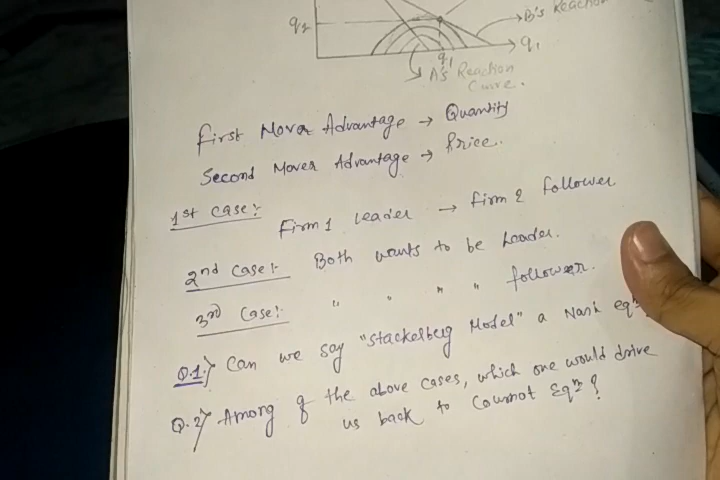 B's Reaction
q2
q1
q1
A's Reaction
Curve.
First Mover Advantage → Quantity
Second Mover Advantage → Price.
1st Case:- Firm 1 leader → Firm 2 follower
2nd Case:- Both wants to be Leader.
3rd Case:- " " " " follower.
Q.1.) Can we say "Stackelberg Model" a Nash eqn.
Q.2) Among of the above cases, which one would drive
us back to Cournot Eqn?